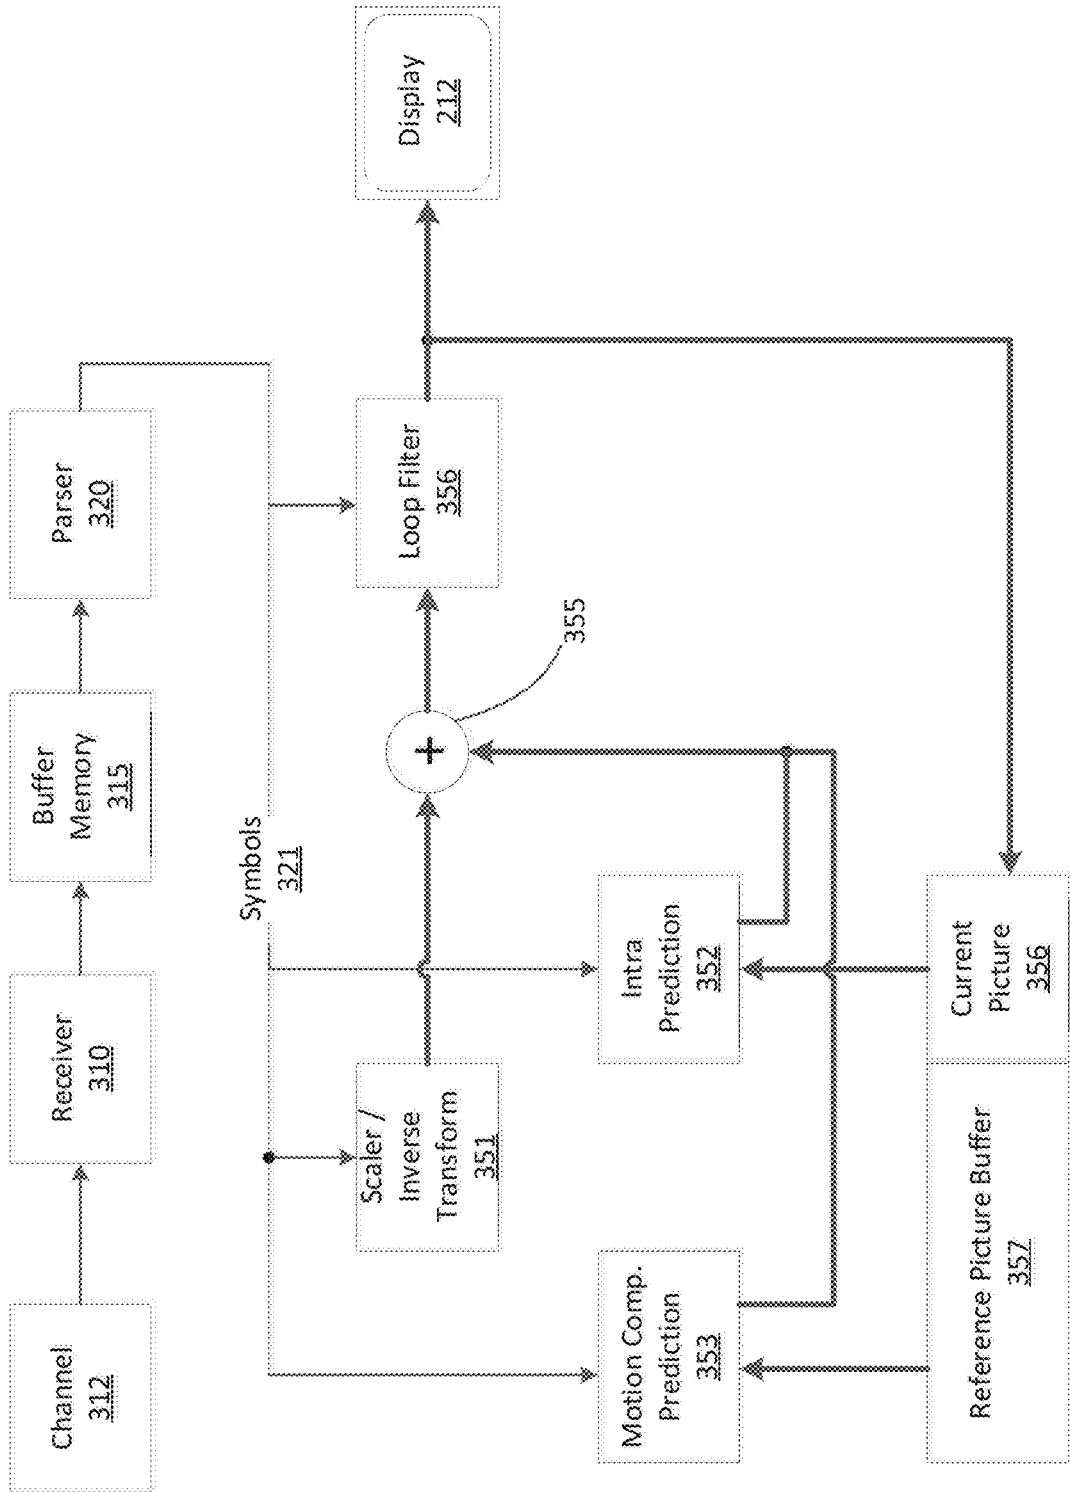 Channel
312
Receiver
310
Buffer
Memory
315
Parser
320
Symbols
321
Scaler /
Inverse
Transform
351
+
355
Loop Filter
356
Display
212
Motion Comp.
Prediction
353
Intra
Prediction
352
Reference Picture Buffer
357
Current
Picture
356